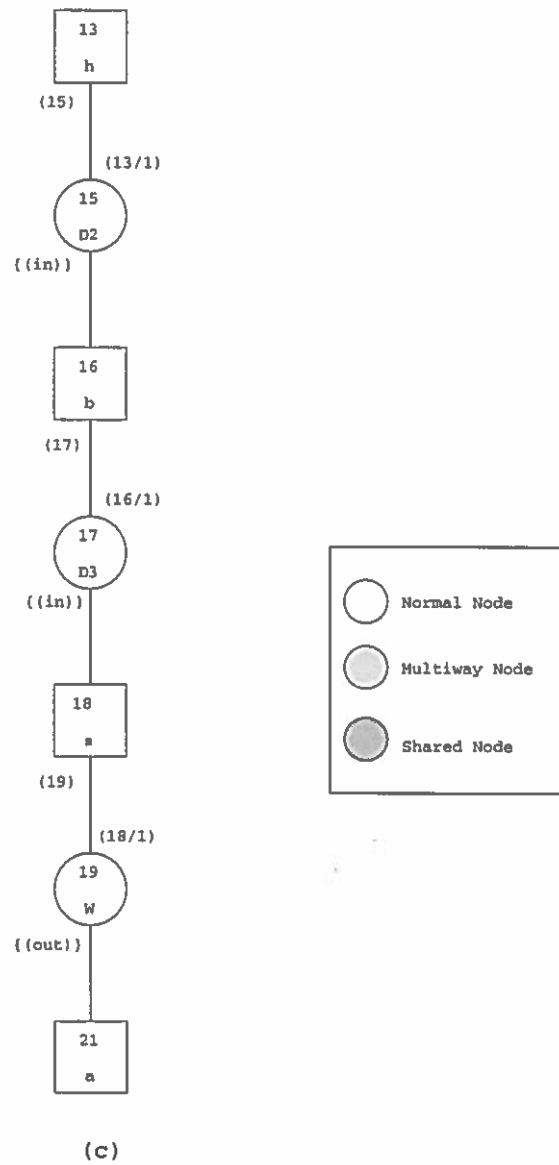 13
h
(15)
(13/1)
15
D2
{(in)}
16
b
(17)
(16/1)
17
D3
{(in)}
18
s
(19)
(18/1)
19
W
{(out)}
21
a
Normal Node
Multiway Node
Shared Node
(c)